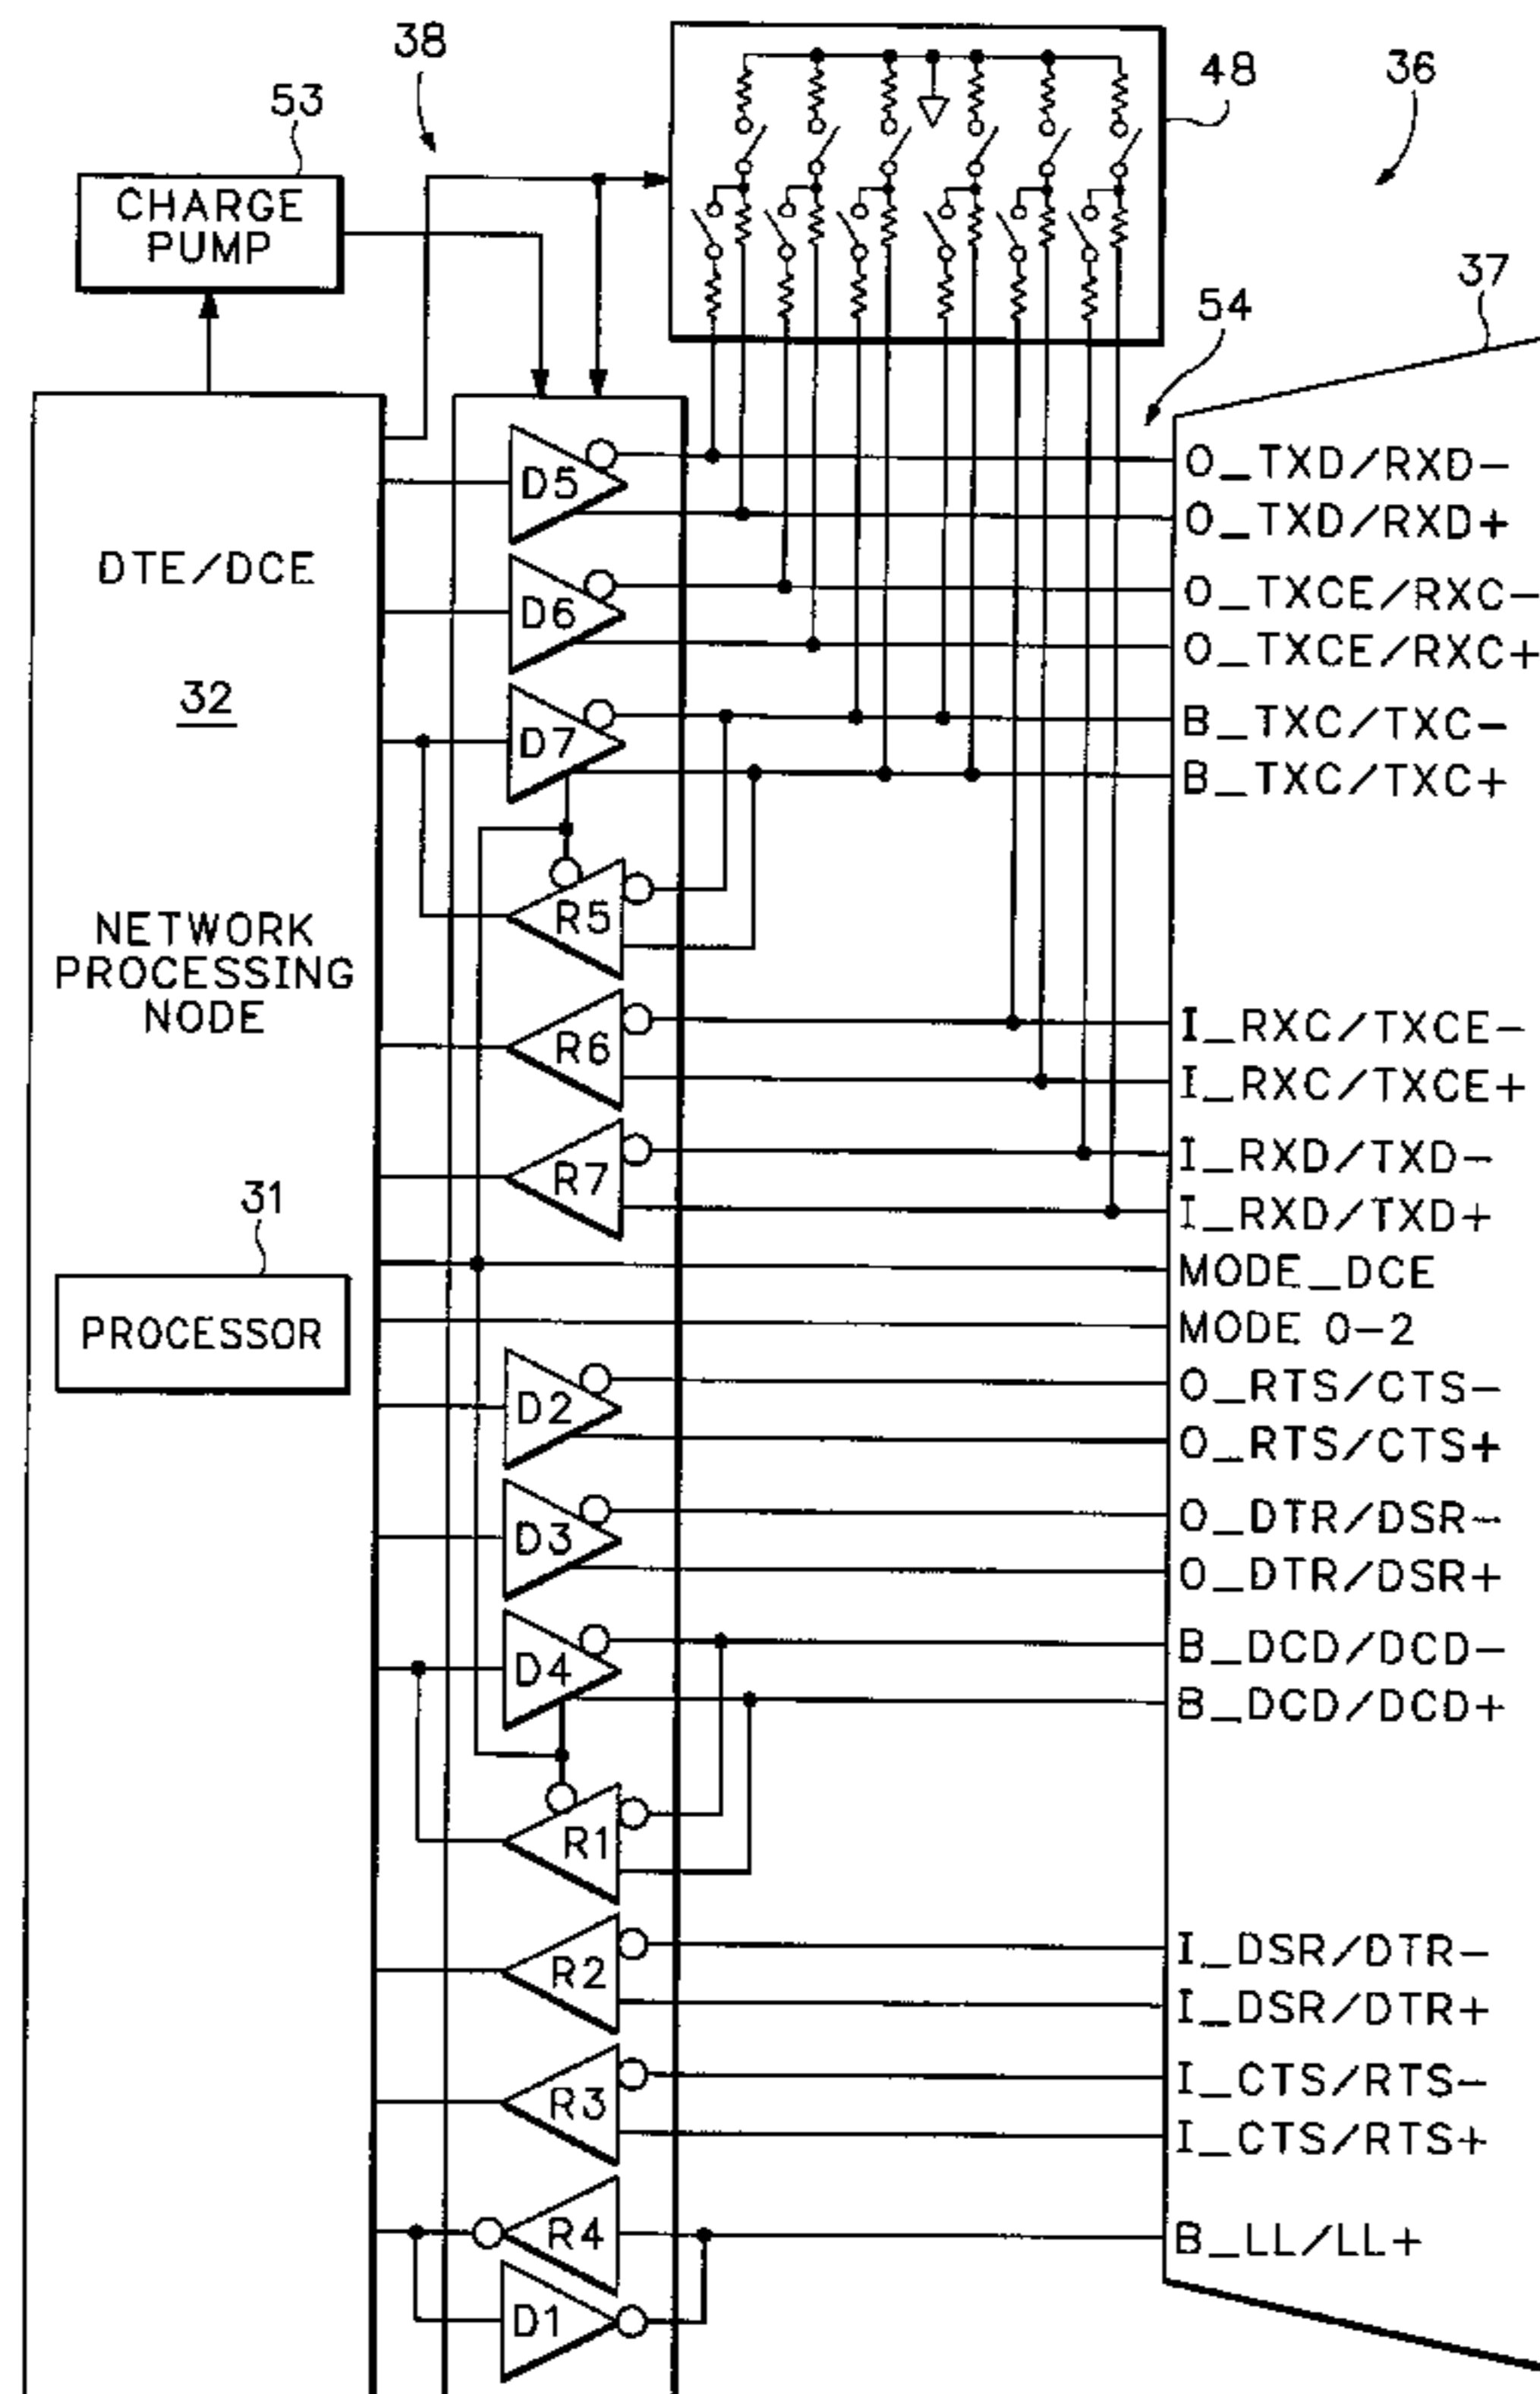 38
48
36
53
CHARGE
PUMP
37
54
D5
O_TXD/RXD-
O_TXD/RXD+
DTE/DCE
D6
O_TXCE/RXC-
O_TXCE/RXC+
32
D7
B_TXC/TXC-
B_TXC/TXC+
R5
NETWORK
PROCESSING
NODE
R6
I_RXC/TXCE-
I_RXC/TXCE+
R7
I_RXD/TXD-
I_RXD/TXD+
31
MODE_DCE
PROCESSOR
MODE 0-2
D2
O_RTS/CTS-
O_RTS/CTS+
D3
O_DTR/DSR-
O_DTR/DSR+
D4
B_DCD/DCD-
B_DCD/DCD+
R1
R2
I_DSR/DTR-
I_DSR/DTR+
R3
I_CTS/RTS-
I_CTS/RTS+
R4
B_LL/LL+
D1